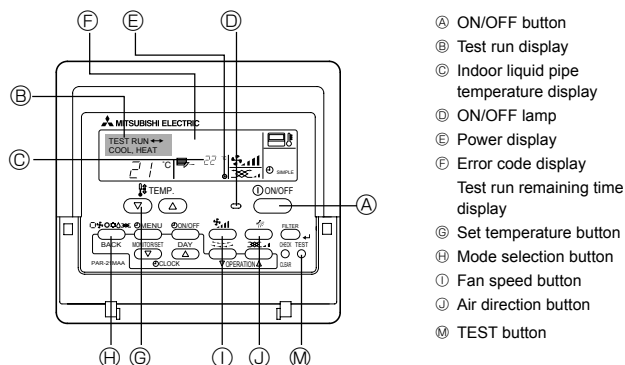 Ⓕ Ⓔ Ⓓ
Ⓑ
Ⓒ
MITSUBISHI ELECTRIC
TEST RUN ↔
COOL, HEAT
21 °C
22 °C
SIMPLE
TEMP.
ON/OFF
Ⓐ
MENU ON/OFF FILTER
BACK MONITOR/SET DAY CHECK TEST
PAR-21MAA CLOCK OPERATION CLEAR
Ⓗ Ⓖ Ⓘ Ⓙ Ⓜ
Ⓐ ON/OFF button
Ⓑ Test run display
Ⓒ Indoor liquid pipe
temperature display
Ⓓ ON/OFF lamp
Ⓔ Power display
Ⓕ Error code display
Test run remaining time
display
Ⓖ Set temperature button
Ⓗ Mode selection button
Ⓘ Fan speed button
Ⓙ Air direction button
Ⓜ TEST button